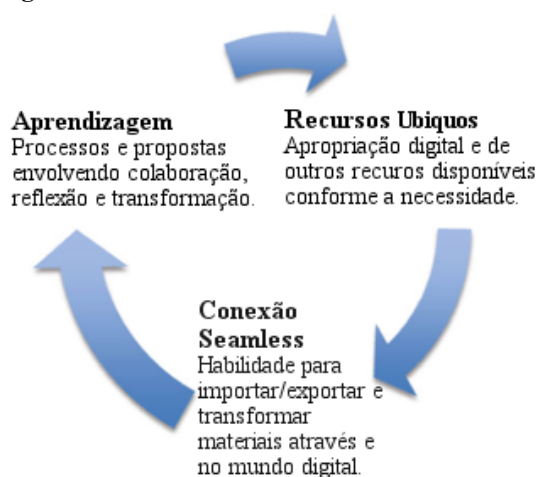 Aprendizagem
Processos e propostas
envolvendo colaboração,
reflexão e transformação.
Recursos Ubiquos
Apropriação digital e de
outros recuros disponíveis
conforme a necessidade.
Conexão
Seamless
Habilidade para
importar/exportar e
transformar
materiais através e
no mundo digital.